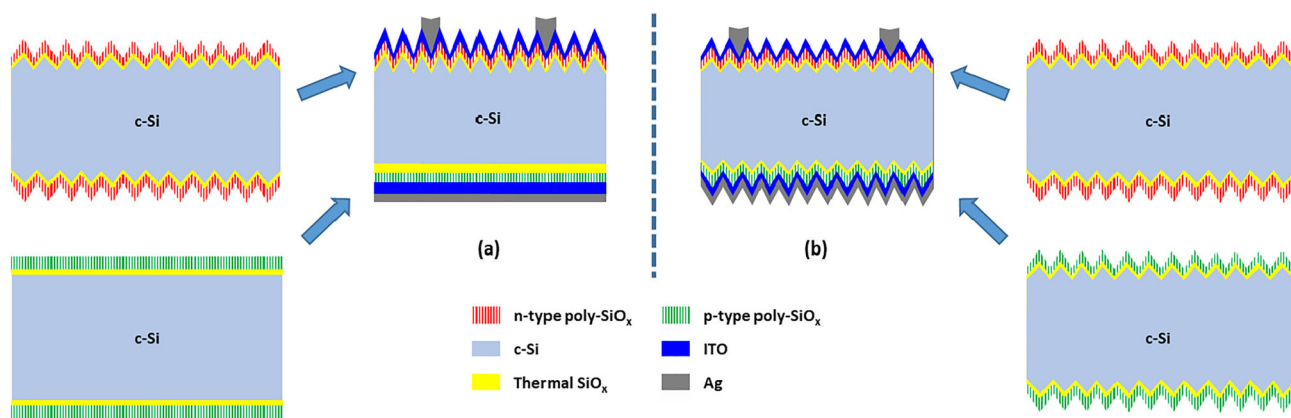 c-Si
c-Si
c-Si
c-Si
(a)
(b)
c-Si
c-Si
n-type poly-SiOₓ
p-type poly-SiOₓ
c-Si
ITO
Thermal SiOₓ
Ag